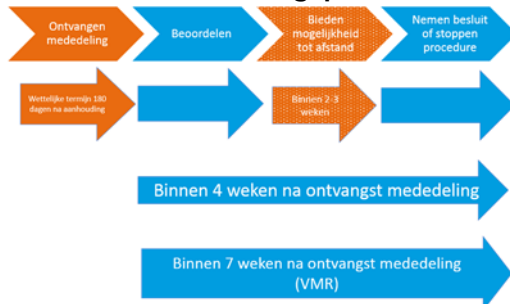 Ontvangen
mededeling
Beoordelen
Bieden
mogelijkheid
tot afstand
Nemen besluit
of stoppen
procedure
Wettelijke termijn 180
dagen na aanhouding
Binnen 2-3
weken
Binnen 4 weken na ontvangst mededeling
Binnen 7 weken na ontvangst mededeling
(VMR)